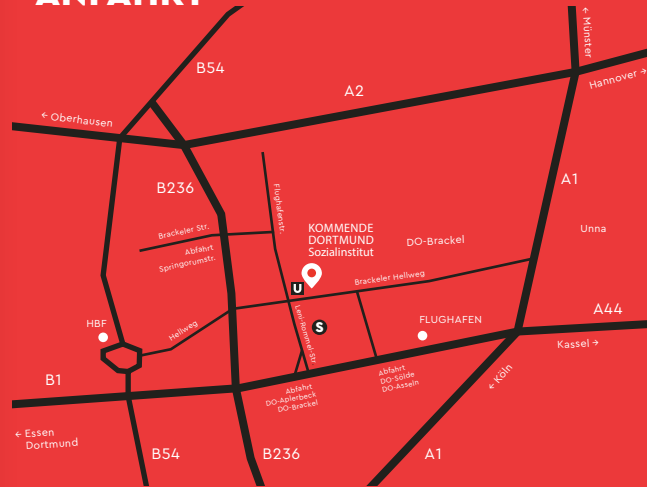 ANFAHRT
← Münster
B54
A2
Hannover →
← Oberhausen
A1
B236
Flughafenstr.
Brackeler Str.
Abfahrt
Springorumstr.
KOMMENDE
DORTMUND
Sozialinstitut
DO-Brackel
Unna
U
Brackeler Hellweg
HBF
Hellweg
Leni-Rommel-Str.
S
FLUGHAFEN
A44
Kassel →
B1
Abfahrt
DO-Aplerbeck
DO-Brackel
Abfahrt
DO-Sölde
DO-Asseln
← Köln
← Essen
Dortmund
B54
B236
A1